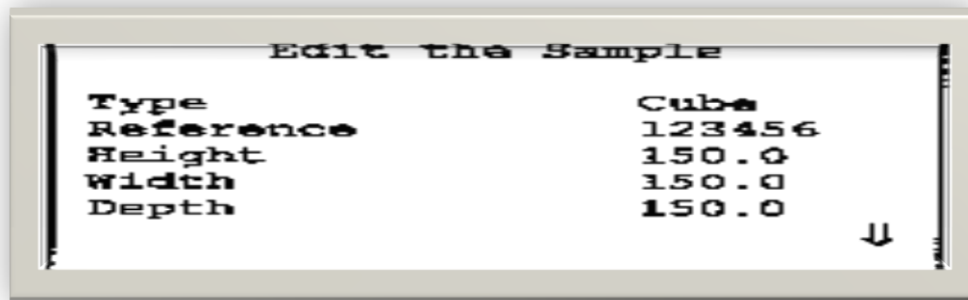 Edit the Sample
Type Cube
Reference 123456
Height 150.0
Width 150.0
Depth 150.0
⇓